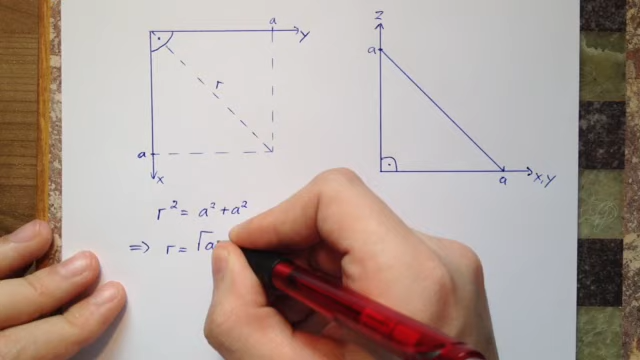 a
y
r
a
x
z
a
a
x,y
r² = a² + a²
⇒ r = √a